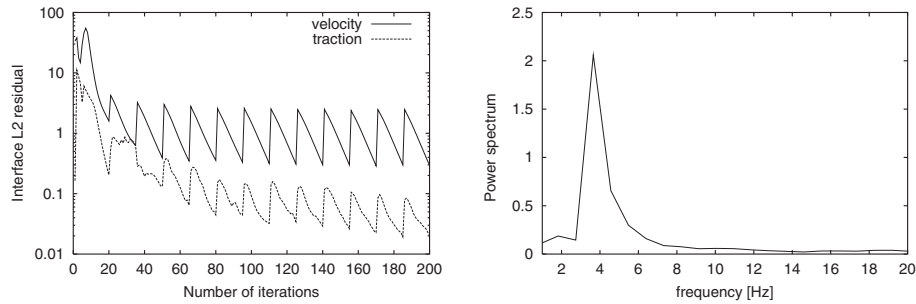 100
10
1
0.1
0.01
Interface L2 residual
velocity
traction
0 20 40 60 80 100 120 140 160 180 200
Number of iterations
2.5
2
1.5
1
0.5
0
Power spectrum
2 4 6 8 10 12 14 16 18 20
frequency [Hz]